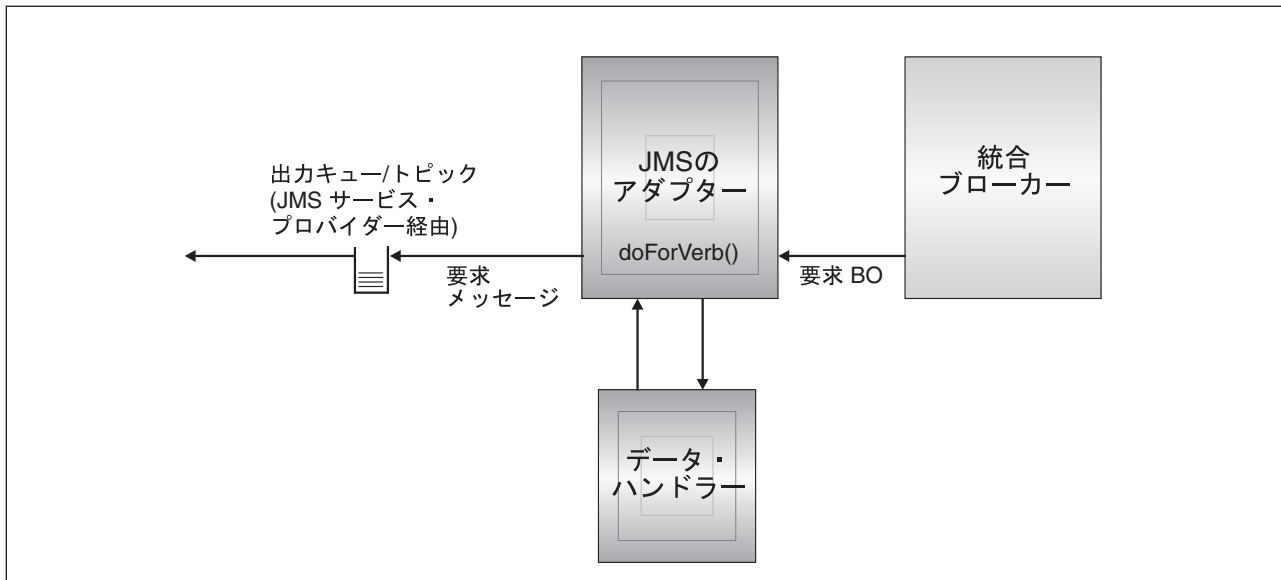 出力キュー/トピック
(JMS サービス・
プロバイダー経由)
要求
メッセージ
JMSの
アダプター
doForVerb()
要求 BO
統合
ブローカー
データ・
ハンドラー